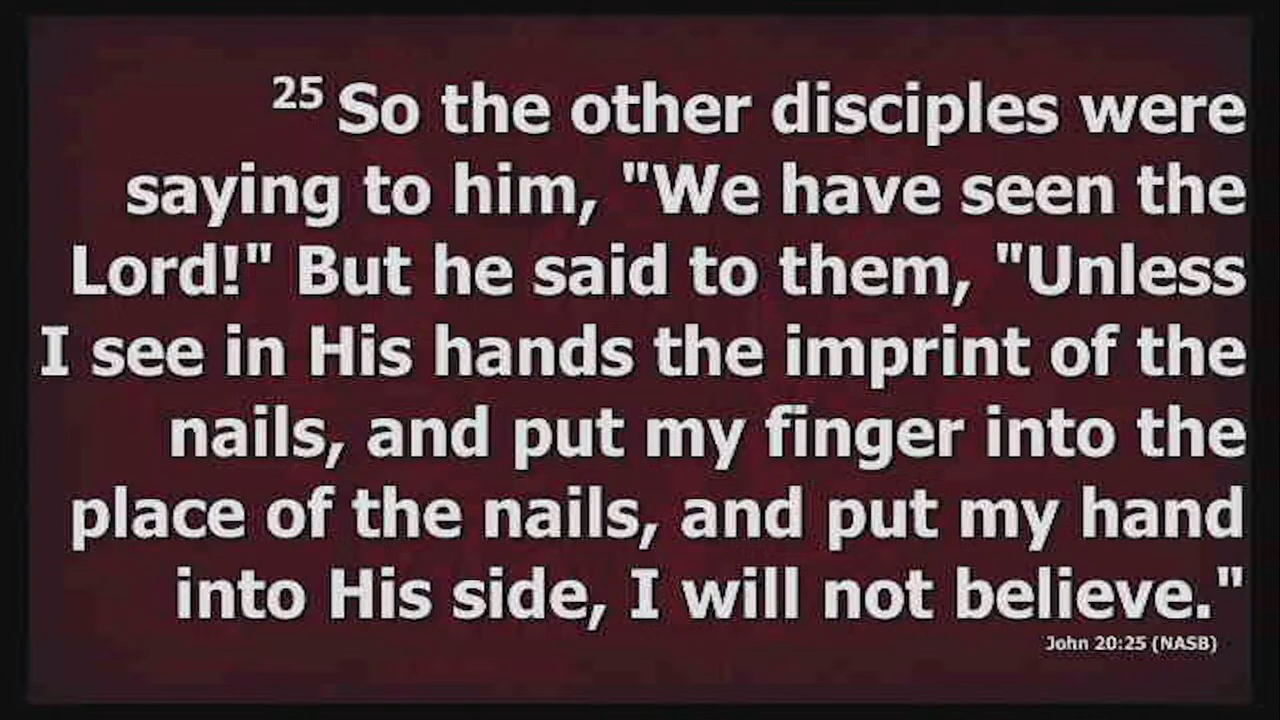 25 So the other disciples were
saying to him, "We have seen the
Lord!" But he said to them, "Unless
I see in His hands the imprint of the
nails, and put my finger into the
place of the nails, and put my hand
into His side, I will not believe."
John 20:25 (NASB)